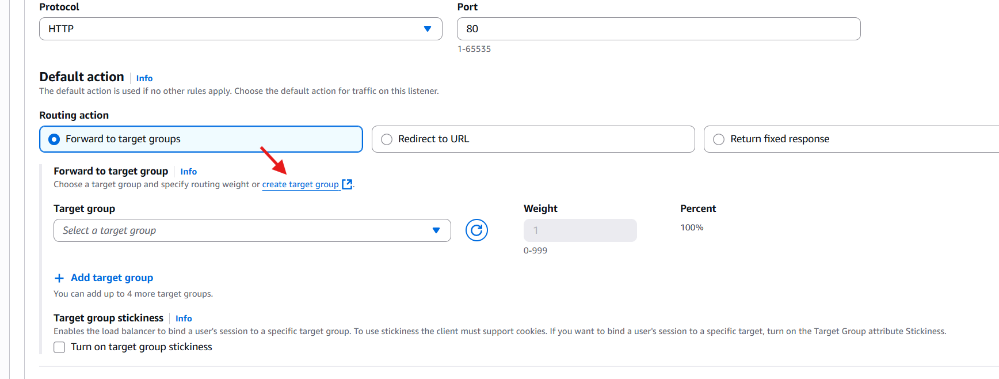 Protocol
Port
HTTP
80
1-65535
Default action Info
The default action is used if no other rules apply. Choose the default action for traffic on this listener.
Routing action
Forward to target groups
Redirect to URL
Return fixed response
Forward to target group Info
Choose a target group and specify routing weight or create target group.
Target group
Weight
Percent
Select a target group
1
100%
0-999
+ Add target group
You can add up to 4 more target groups.
Target group stickiness Info
Enables the load balancer to bind a user's session to a specific target group. To use stickiness the client must support cookies. If you want to bind a user's session to a specific target, turn on the Target Group attribute Stickiness.
Turn on target group stickiness